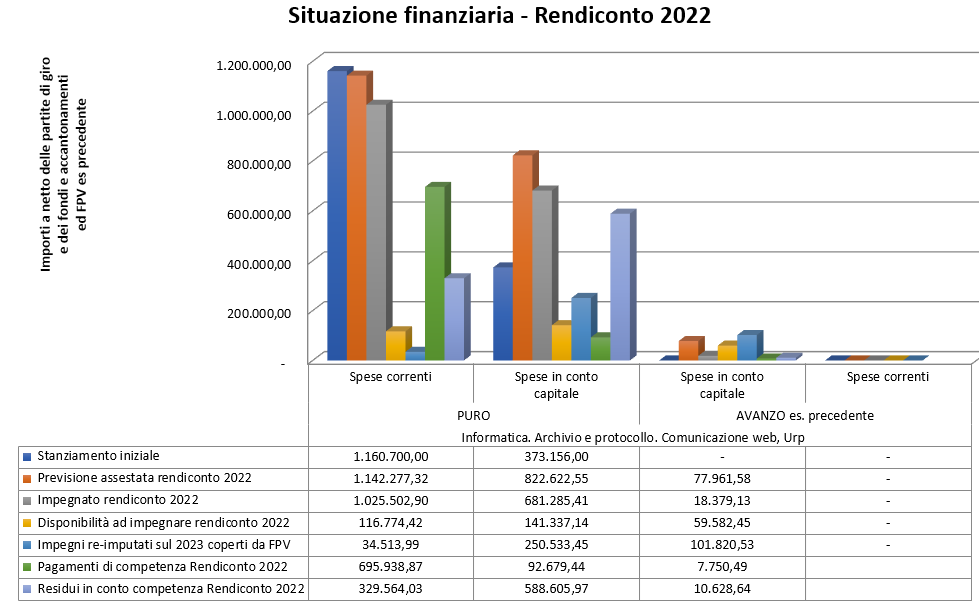 Situazione finanziaria - Rendiconto 2022
Importi a netto delle partite di giro
e dei fondi e accantonamenti
ed FPV es precedente
1.200.000,00
1.000.000,00
800.000,00
600.000,00
400.000,00
200.000,00
-
Spese correnti
Spese in conto
capitale
Spese in conto
capitale
Spese correnti
PURO
AVANZO es. precedente
Informatica. Archivio e protocollo. Comunicazione web, Urp
Stanziamento iniziale 1.160.700,00 373.156,00 - -
Previsione assestata rendiconto 2022 1.142.277,32 822.622,55 77.961,58 -
Impegnato rendiconto 2022 1.025.502,90 681.285,41 18.379,13 -
Disponibilità ad impegnare rendiconto 2022 116.774,42 141.337,14 59.582,45 -
Impegni re-imputati sul 2023 coperti da FPV 34.513,99 250.533,45 101.820,53 -
Pagamenti di competenza Rendiconto 2022 695.938,87 92.679,44 7.750,49
Residui in conto competenza Rendiconto 2022 329.564,03 588.605,97 10.628,64